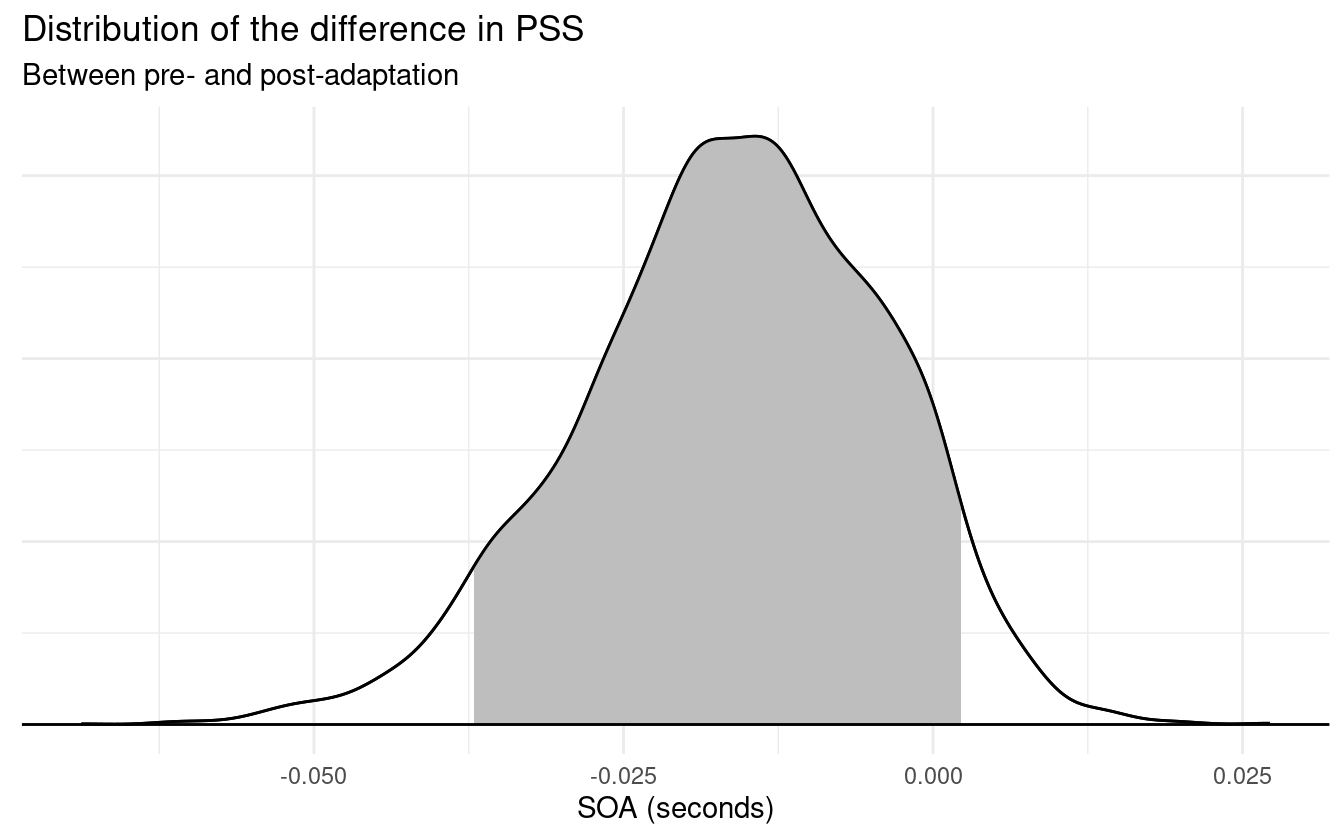 Distribution of the difference in PSS
Between pre- and post-adaptation
-0.050 -0.025 0.000 0.025
SOA (seconds)